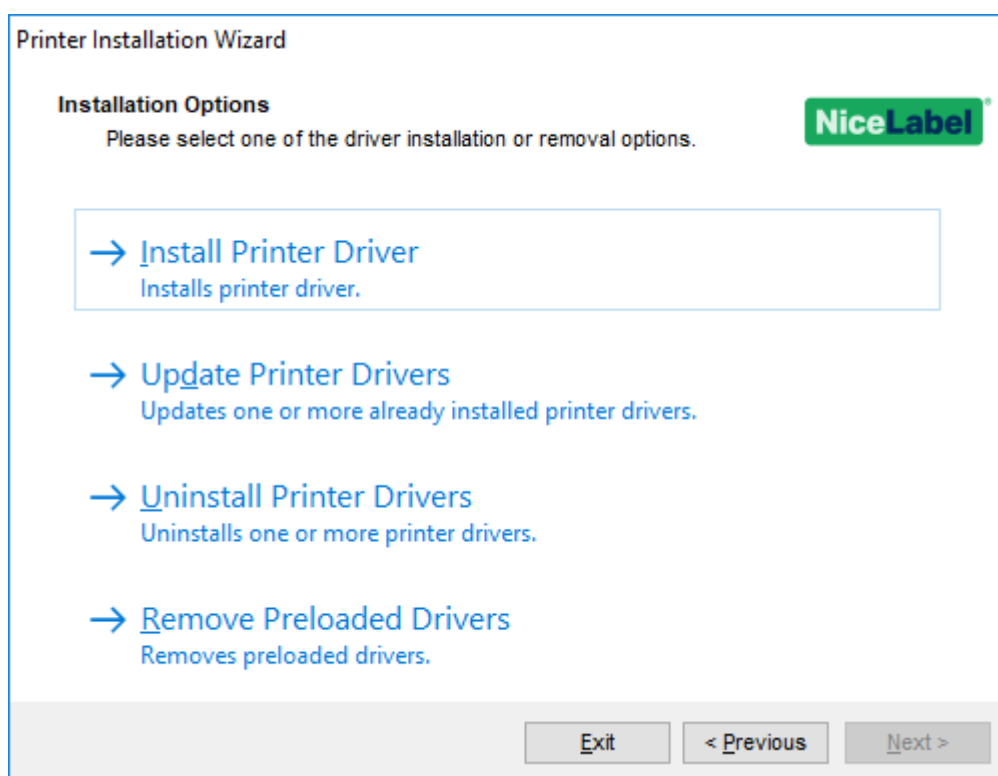 Printer Installation Wizard
Installation Options
Please select one of the driver installation or removal options.
NiceLabel®
Install Printer Driver
Installs printer driver.
Update Printer Drivers
Updates one or more already installed printer drivers.
Uninstall Printer Drivers
Uninstalls one or more printer drivers.
Remove Preloaded Drivers
Removes preloaded drivers.
Exit
< Previous
Next >